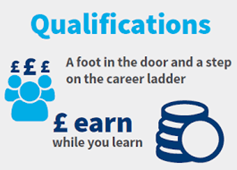 Qualifications
A foot in the door and a step
on the career ladder
£ £ £
£ earn
while you learn